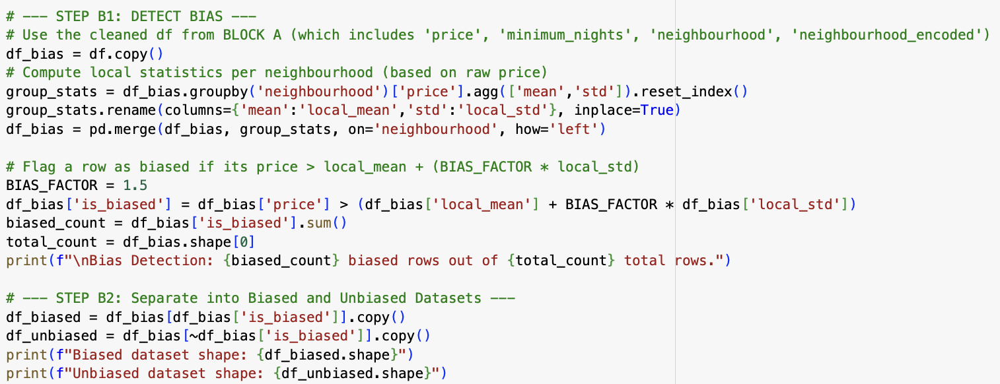 # --- STEP B1: DETECT BIAS ---
# Use the cleaned df from BLOCK A (which includes 'price', 'minimum_nights', 'neighbourhood', 'neighbourhood_encoded')
df_bias = df.copy()
# Compute local statistics per neighbourhood (based on raw price)
group_stats = df_bias.groupby('neighbourhood')['price'].agg(['mean','std']).reset_index()
group_stats.rename(columns={'mean':'local_mean','std':'local_std'}, inplace=True)
df_bias = pd.merge(df_bias, group_stats, on='neighbourhood', how='left')

# Flag a row as biased if its price > local_mean + (BIAS_FACTOR * local_std)
BIAS_FACTOR = 1.5
df_bias['is_biased'] = df_bias['price'] > (df_bias['local_mean'] + BIAS_FACTOR * df_bias['local_std'])
biased_count = df_bias['is_biased'].sum()
total_count = df_bias.shape[0]
print(f"\nBias Detection: {biased_count} biased rows out of {total_count} total rows.")

# --- STEP B2: Separate into Biased and Unbiased Datasets ---
df_biased = df_bias[df_bias['is_biased']].copy()
df_unbiased = df_bias[~df_bias['is_biased']].copy()
print(f"Biased dataset shape: {df_biased.shape}")
print(f"Unbiased dataset shape: {df_unbiased.shape}")